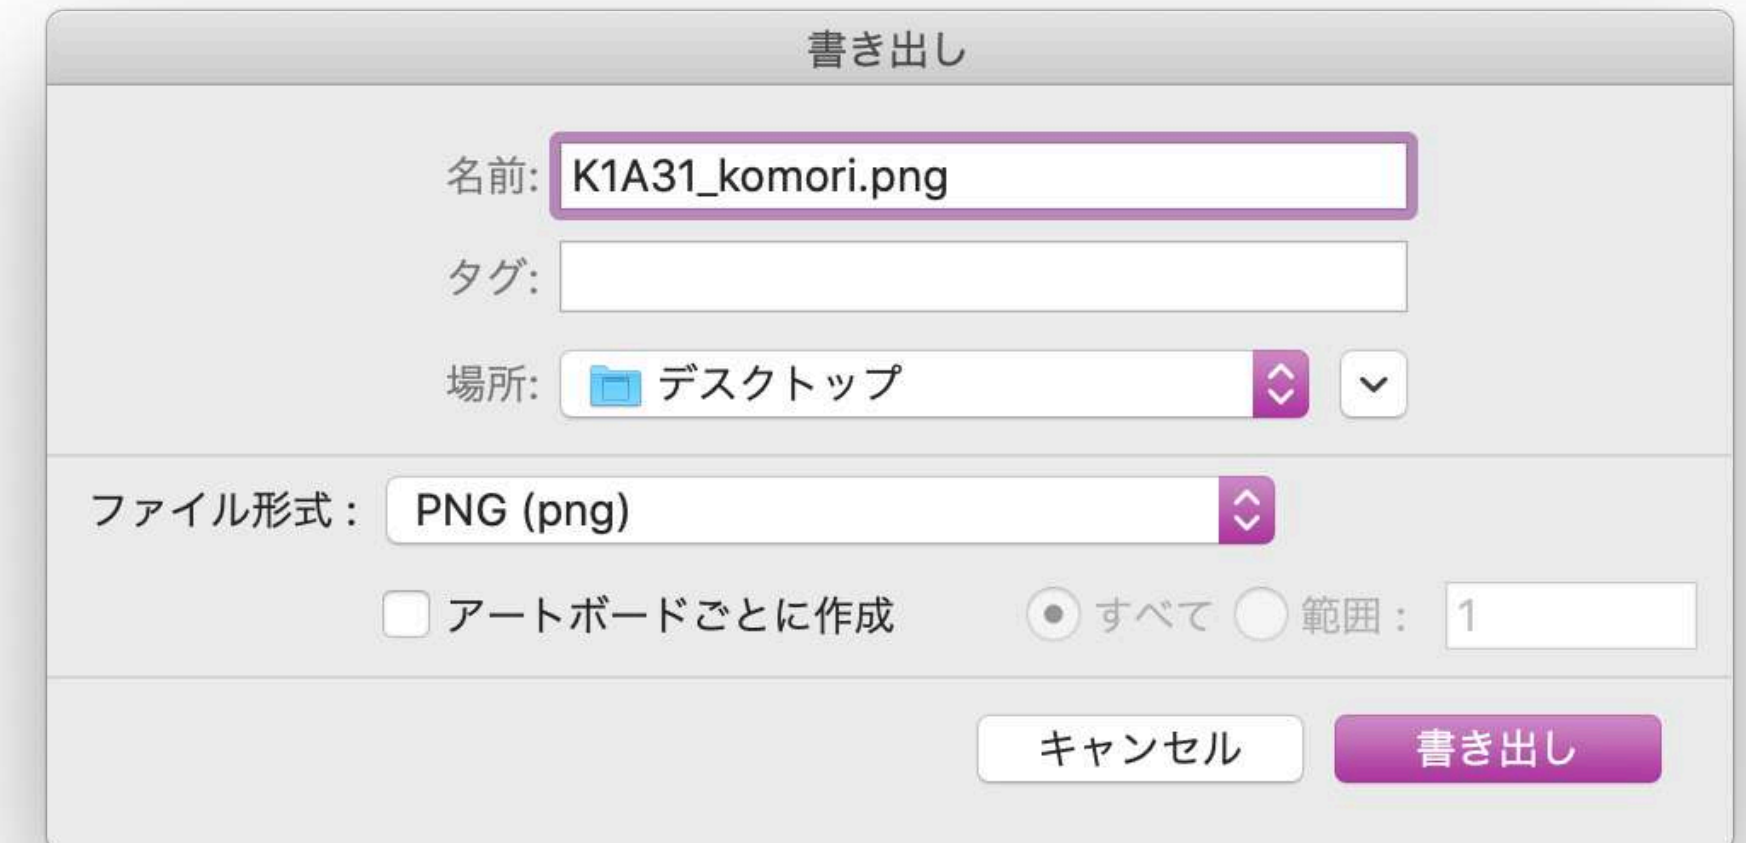 書き出し
名前: K1A31_komori.png
タグ:
場所: デスクトップ
ファイル形式 : PNG (png)
アートボードごとに作成 すべて 範囲 : 1
キャンセル 書き出し